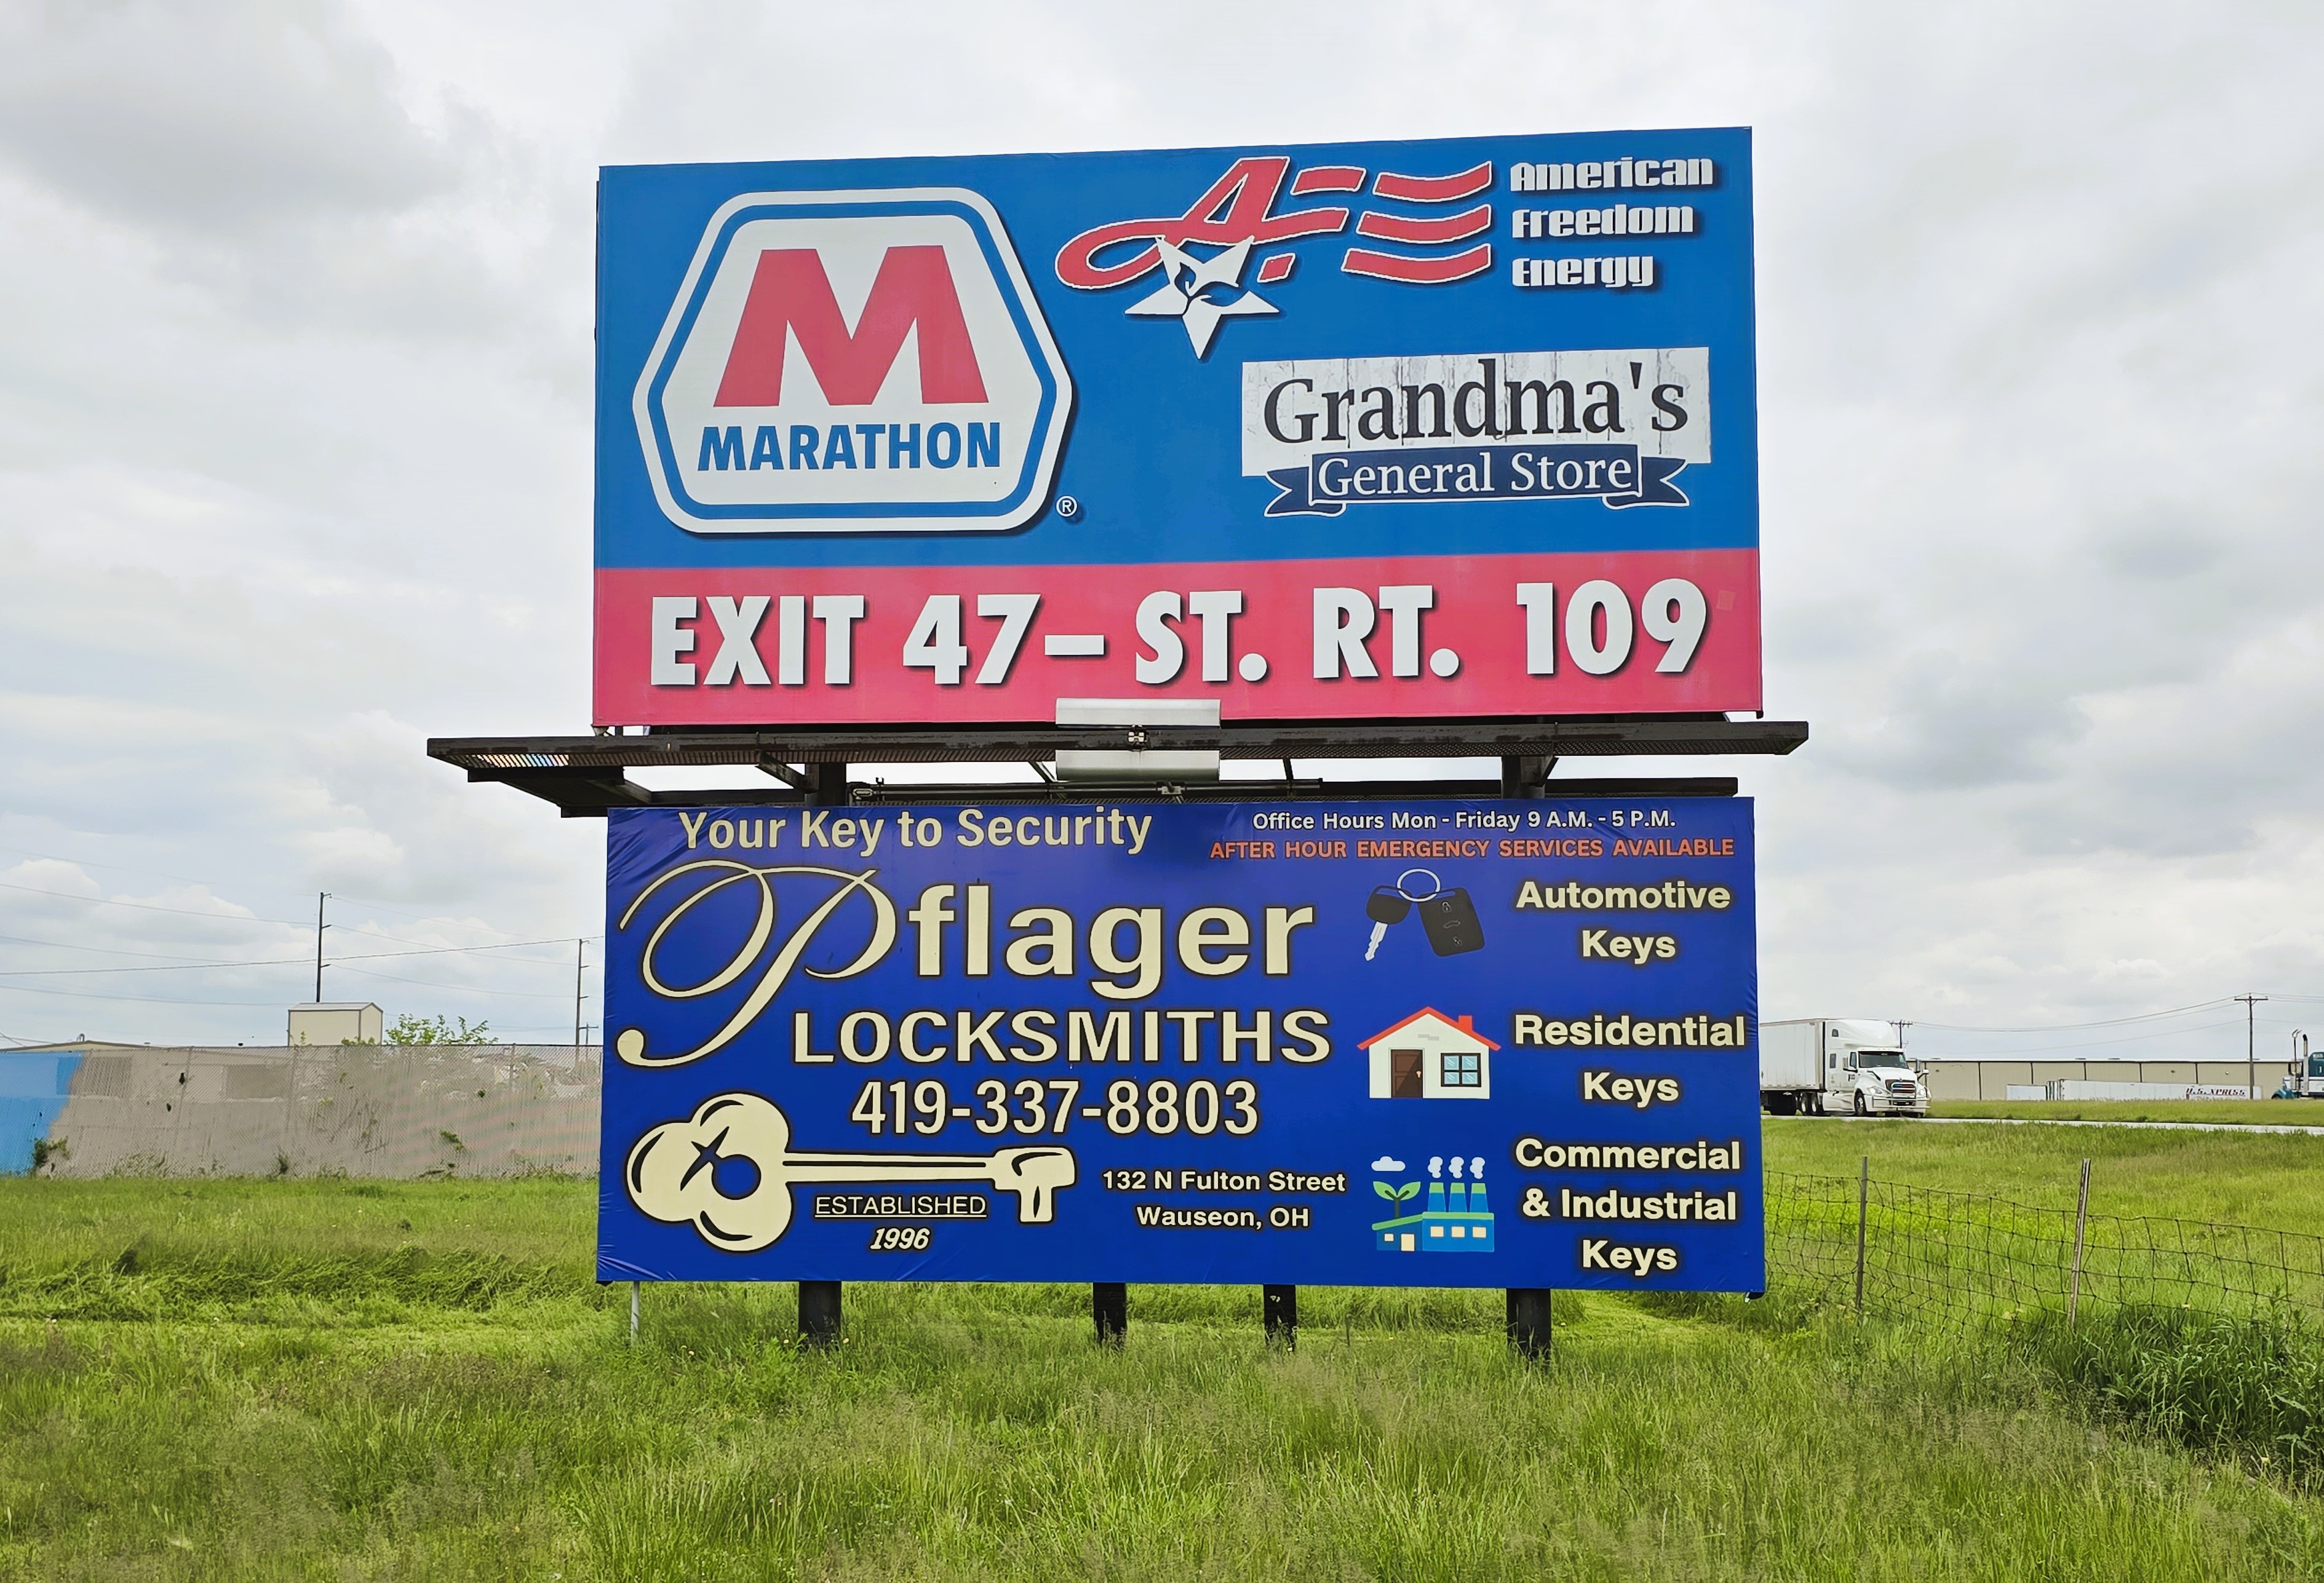 M
MARATHON
®
American
Freedom
Energy
Grandma's
General Store
EXIT 47– ST. RT. 109
Your Key to Security
Office Hours Mon - Friday 9 A.M. - 5 P.M.
AFTER HOUR EMERGENCY SERVICES AVAILABLE
Pflager
LOCKSMITHS
419-337-8803
ESTABLISHED
1996
132 N Fulton Street
Wauseon, OH
Automotive
Keys
Residential
Keys
Commercial
& Industrial
Keys
U.S. XPRESS